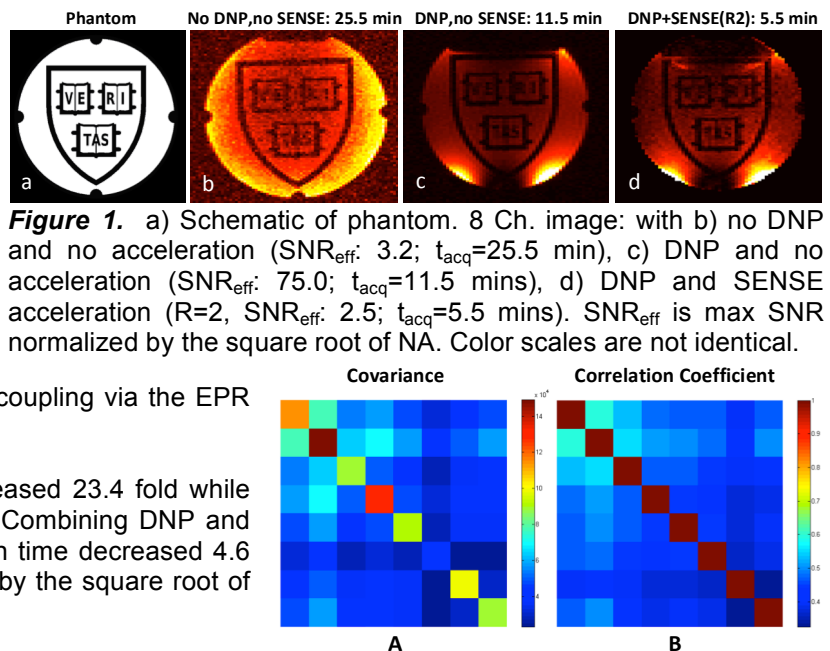 Phantom
No DNP,no SENSE: 25.5 min
DNP,no SENSE: 11.5 min
DNP+SENSE(R2): 5.5 min
VE RI
TAS
a
b
c
d
Figure 1. a) Schematic of phantom. 8 Ch. image: with b) no DNP
and no acceleration (SNReff: 3.2; tacq=25.5 min), c) DNP and no
acceleration (SNReff: 75.0; tacq=11.5 mins), d) DNP and SENSE
acceleration (R=2, SNReff: 2.5; tacq=5.5 mins). SNReff is max SNR
normalized by the square root of NA. Color scales are not identical.
coupling via the EPR
eased 23.4 fold while
Combining DNP and
n time decreased 4.6
by the square root of
Covariance
x 10⁴
14
12
10
8
6
4
A
Correlation Coefficient
1
0.9
0.8
0.7
0.6
0.5
0.4
B